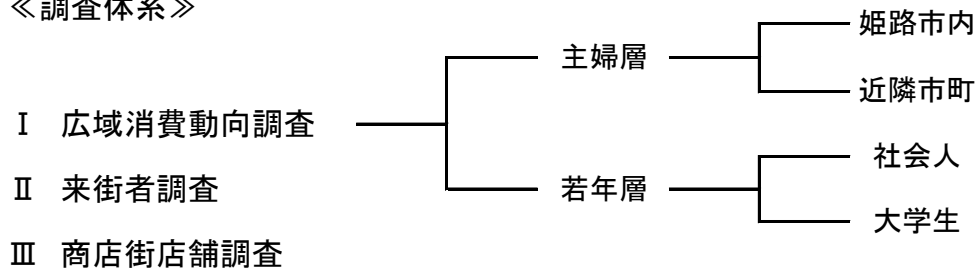 ≪調査体系≫
Ⅰ 広域消費動向調査
主婦層
姫路市内
近隣市町
若年層
社会人
大学生
Ⅱ 来街者調査
Ⅲ 商店街店舗調査